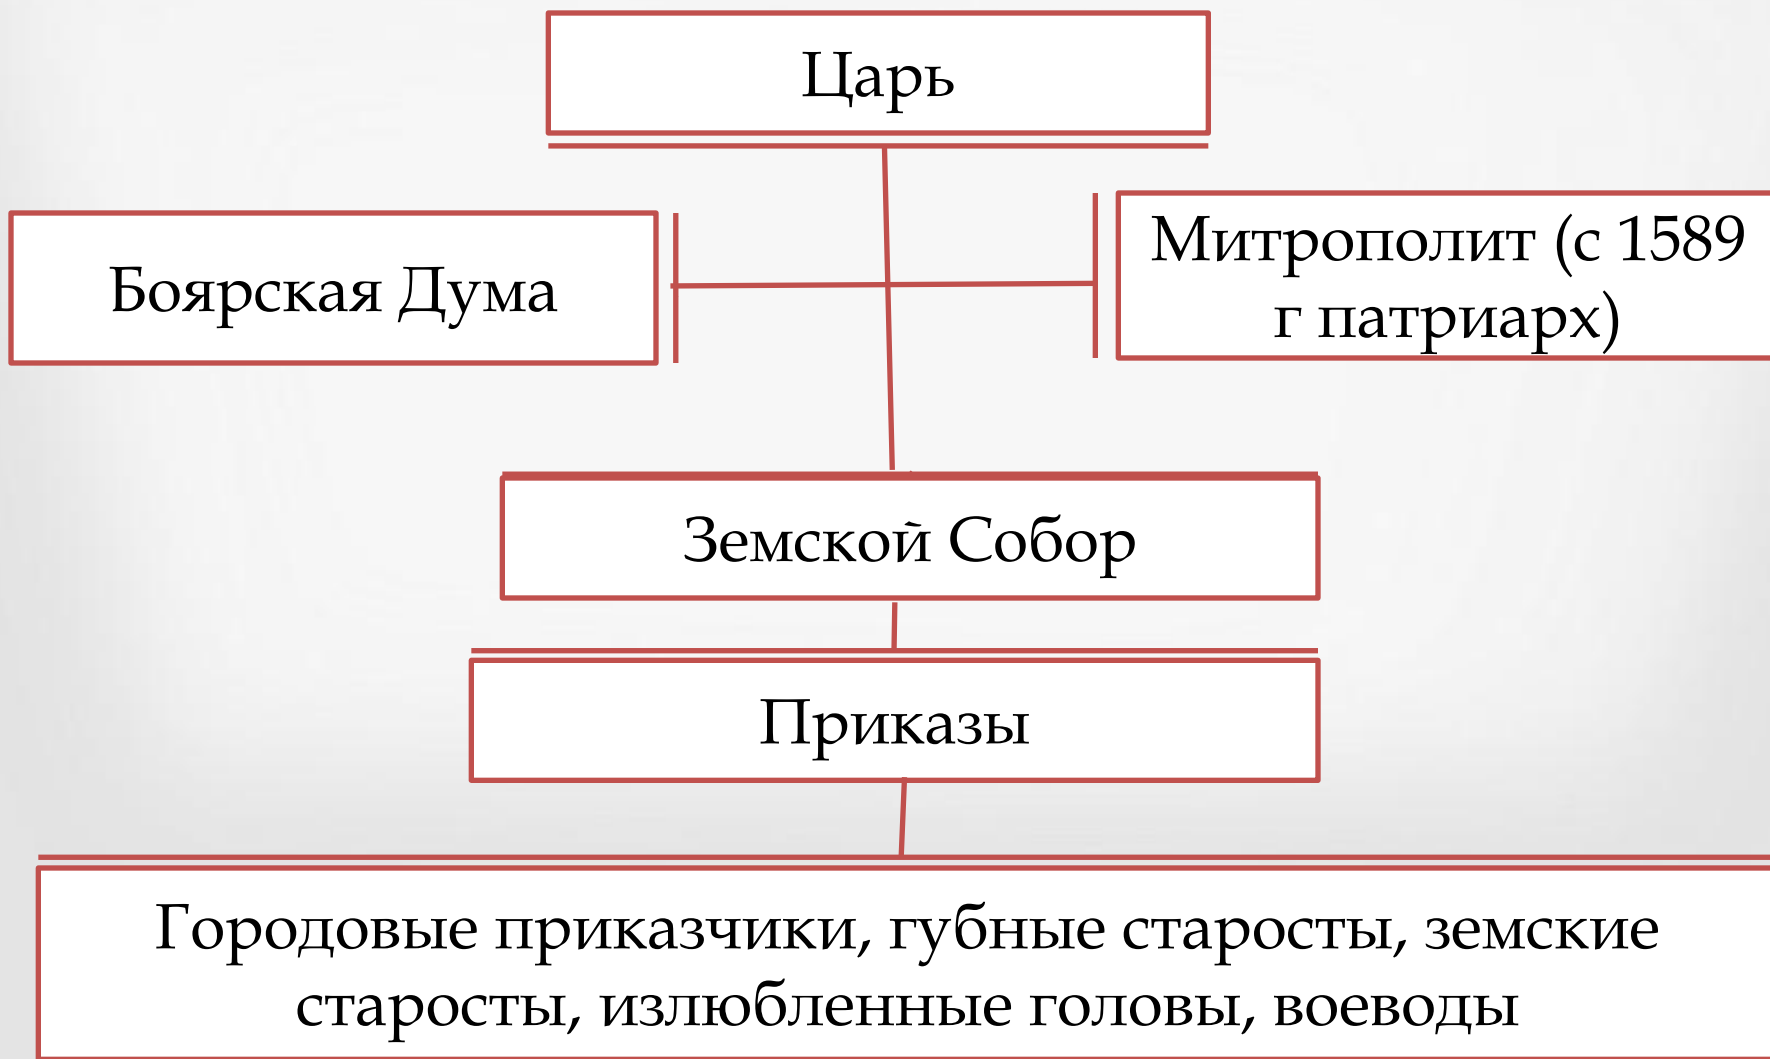 Царь
Боярская Дума
Митрополит (с 1589
г патриарх)
Земской Собор
Приказы
Городовые приказчики, губные старосты, земские
старосты, излюбленные головы, воеводы